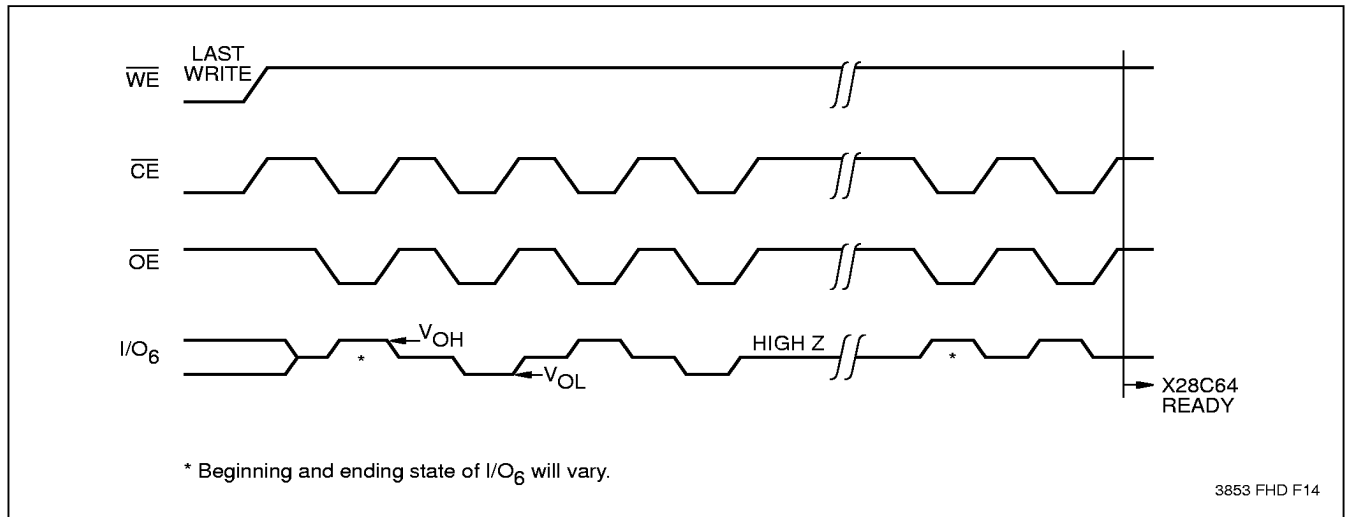 LAST
WRITE
WE
CE
OE
I/O6
VOH
*
VOL
HIGH Z
*
X28C64
READY
* Beginning and ending state of I/O6 will vary.
3853 FHD F14